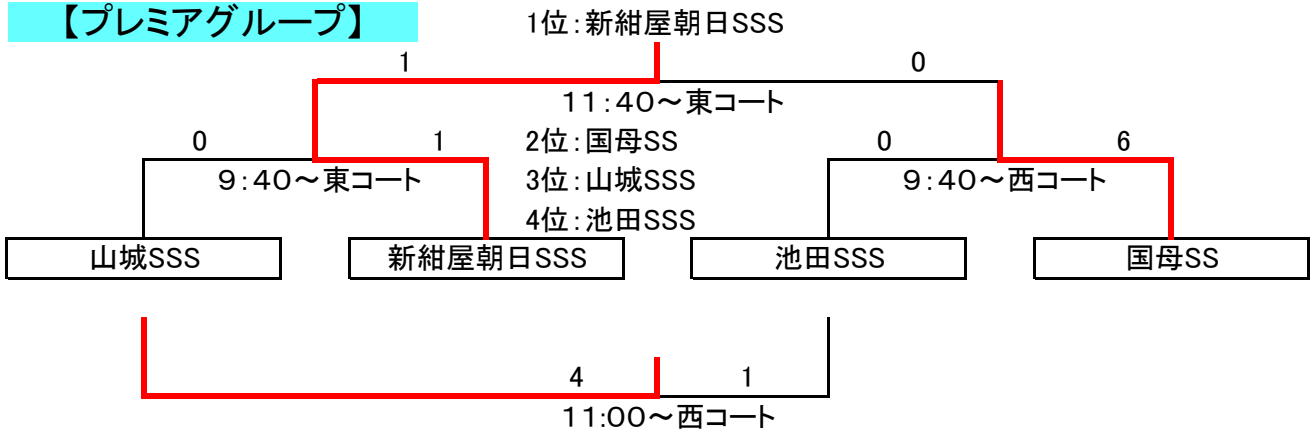 【プレミアグループ】
1位：新紺屋朝日SSS
1
0
11：40～東コート
0
1
2位：国母SS
0
6
9：40～東コート
3位：山城SSS
9：40～西コート
4位：池田SSS
山城SSS
新紺屋朝日SSS
池田SSS
国母SS
4
1
11:00～西コート